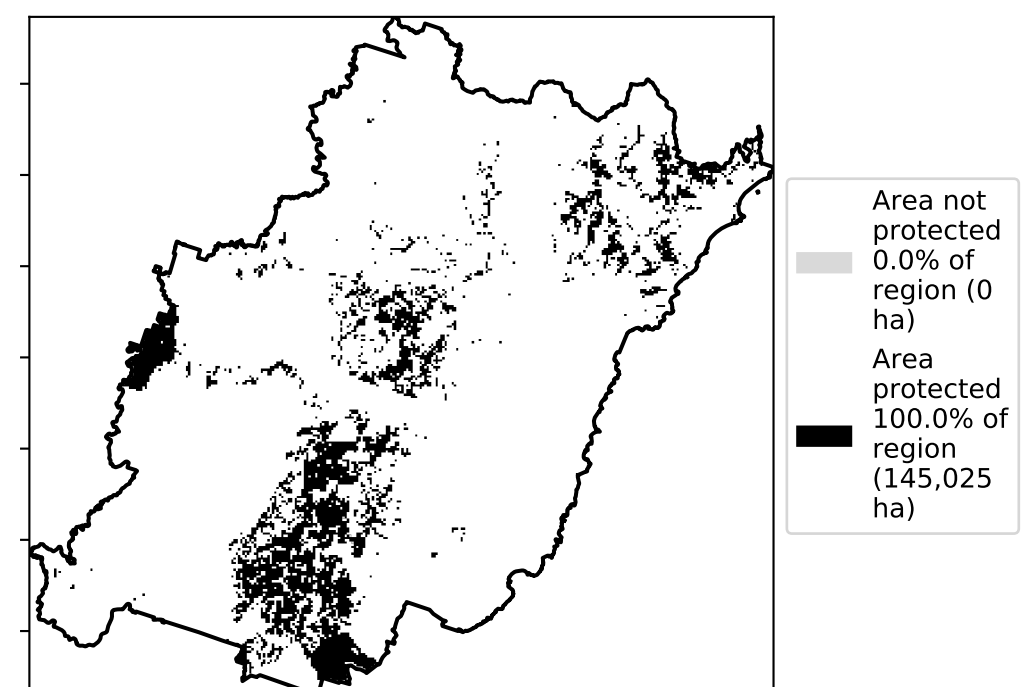 Area not
protected
0.0% of
region (0
ha)
Area
protected
100.0% of
region
(145,025
ha)